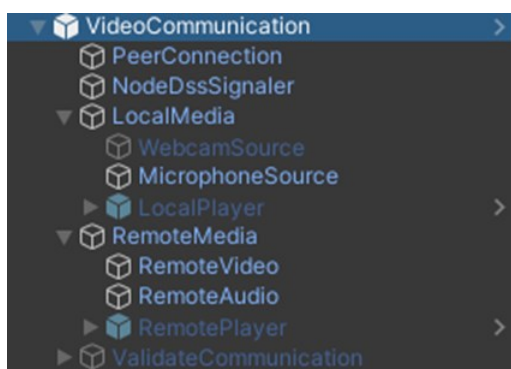 VideoCommunication
PeerConnection
NodeDssSignaler
LocalMedia
WebcamSource
MicrophoneSource
LocalPlayer
RemoteMedia
RemoteVideo
RemoteAudio
RemotePlayer
ValidateCommunication